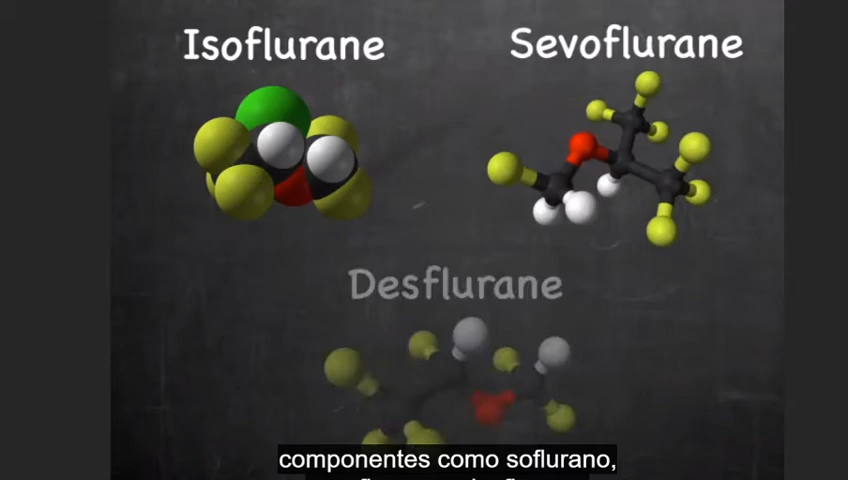 Isoflurane
Sevoflurane
Desflurane
componentes como soflurano,